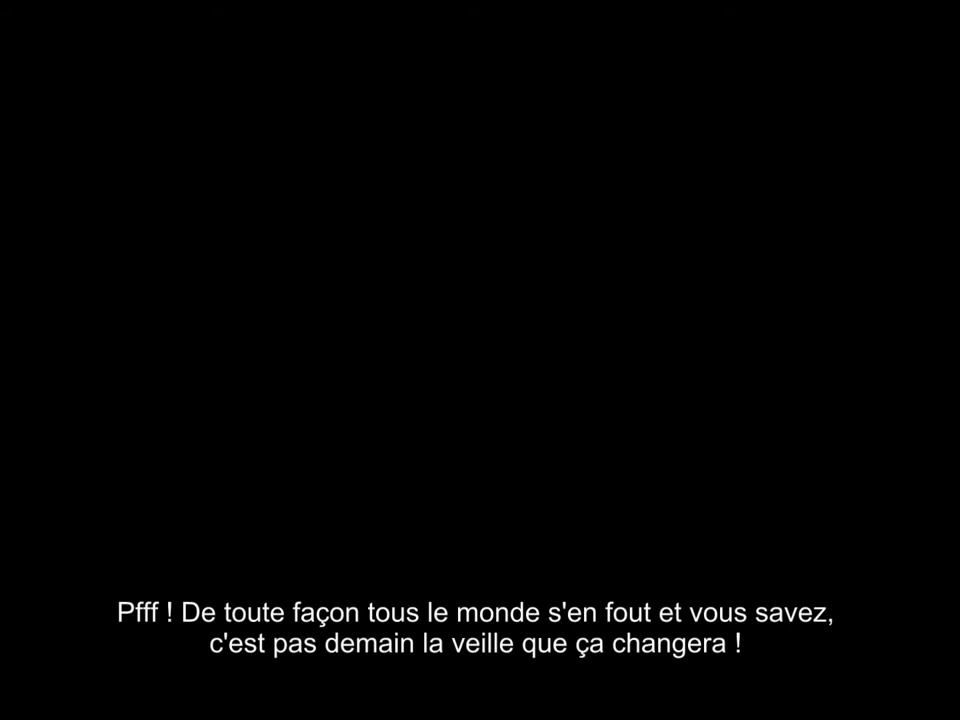 Pfff ! De toute façon tous le monde s'en fout et vous savez,
c'est pas demain la veille que ça changera !